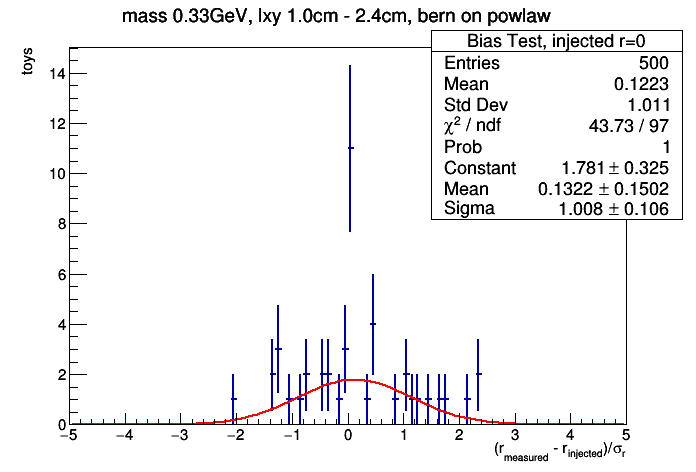 mass 0.33GeV, lxy 1.0cm - 2.4cm, bern on powlaw
Bias Test, injected r=0
Entries 500
Mean 0.1223
Std Dev 1.011
χ² / ndf 43.73 / 97
Prob 1
Constant 1.781 ± 0.325
Mean 0.1322 ± 0.1502
Sigma 1.008 ± 0.106
toys
14
12
10
8
6
4
2
0
−5 −4 −3 −2 −1 0 1 2 3 4 5
(r_measured - r_injected)/σ_r